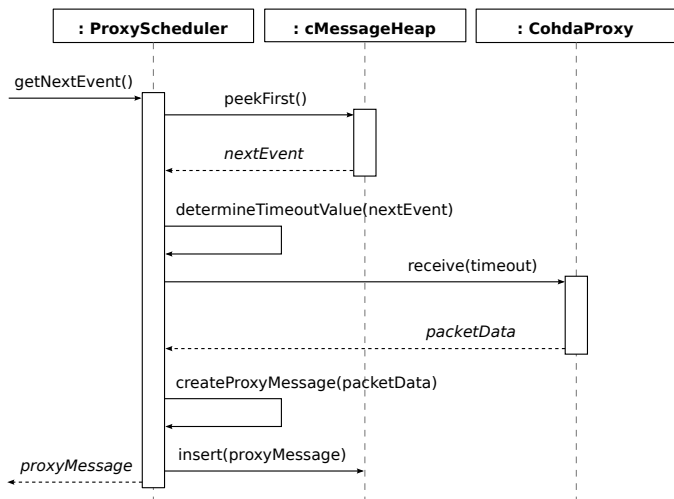 : ProxyScheduler
: cMessageHeap
: CohdaProxy
getNextEvent()
peekFirst()
nextEvent
determineTimeoutValue(nextEvent)
receive(timeout)
packetData
createProxyMessage(packetData)
insert(proxyMessage)
proxyMessage